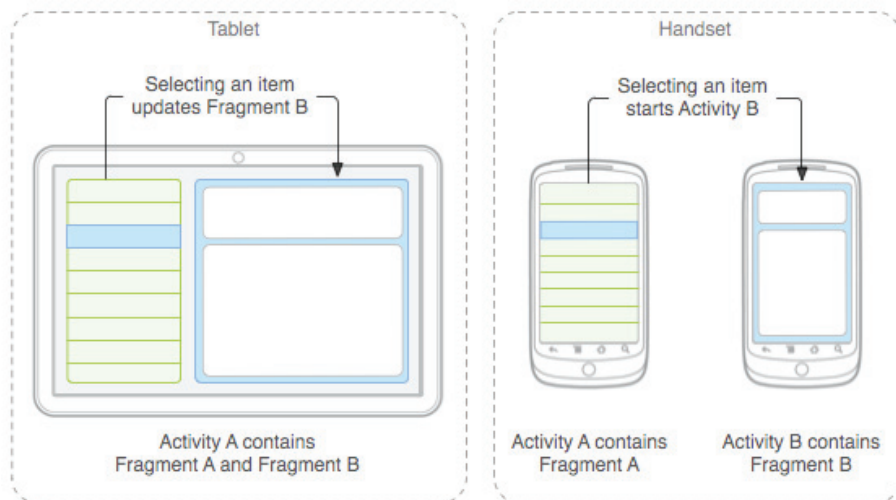 Tablet
Selecting an item
updates Fragment B
Activity A contains
Fragment A and Fragment B
Handset
Selecting an item
starts Activity B
Activity A contains
Fragment A
Activity B contains
Fragment B